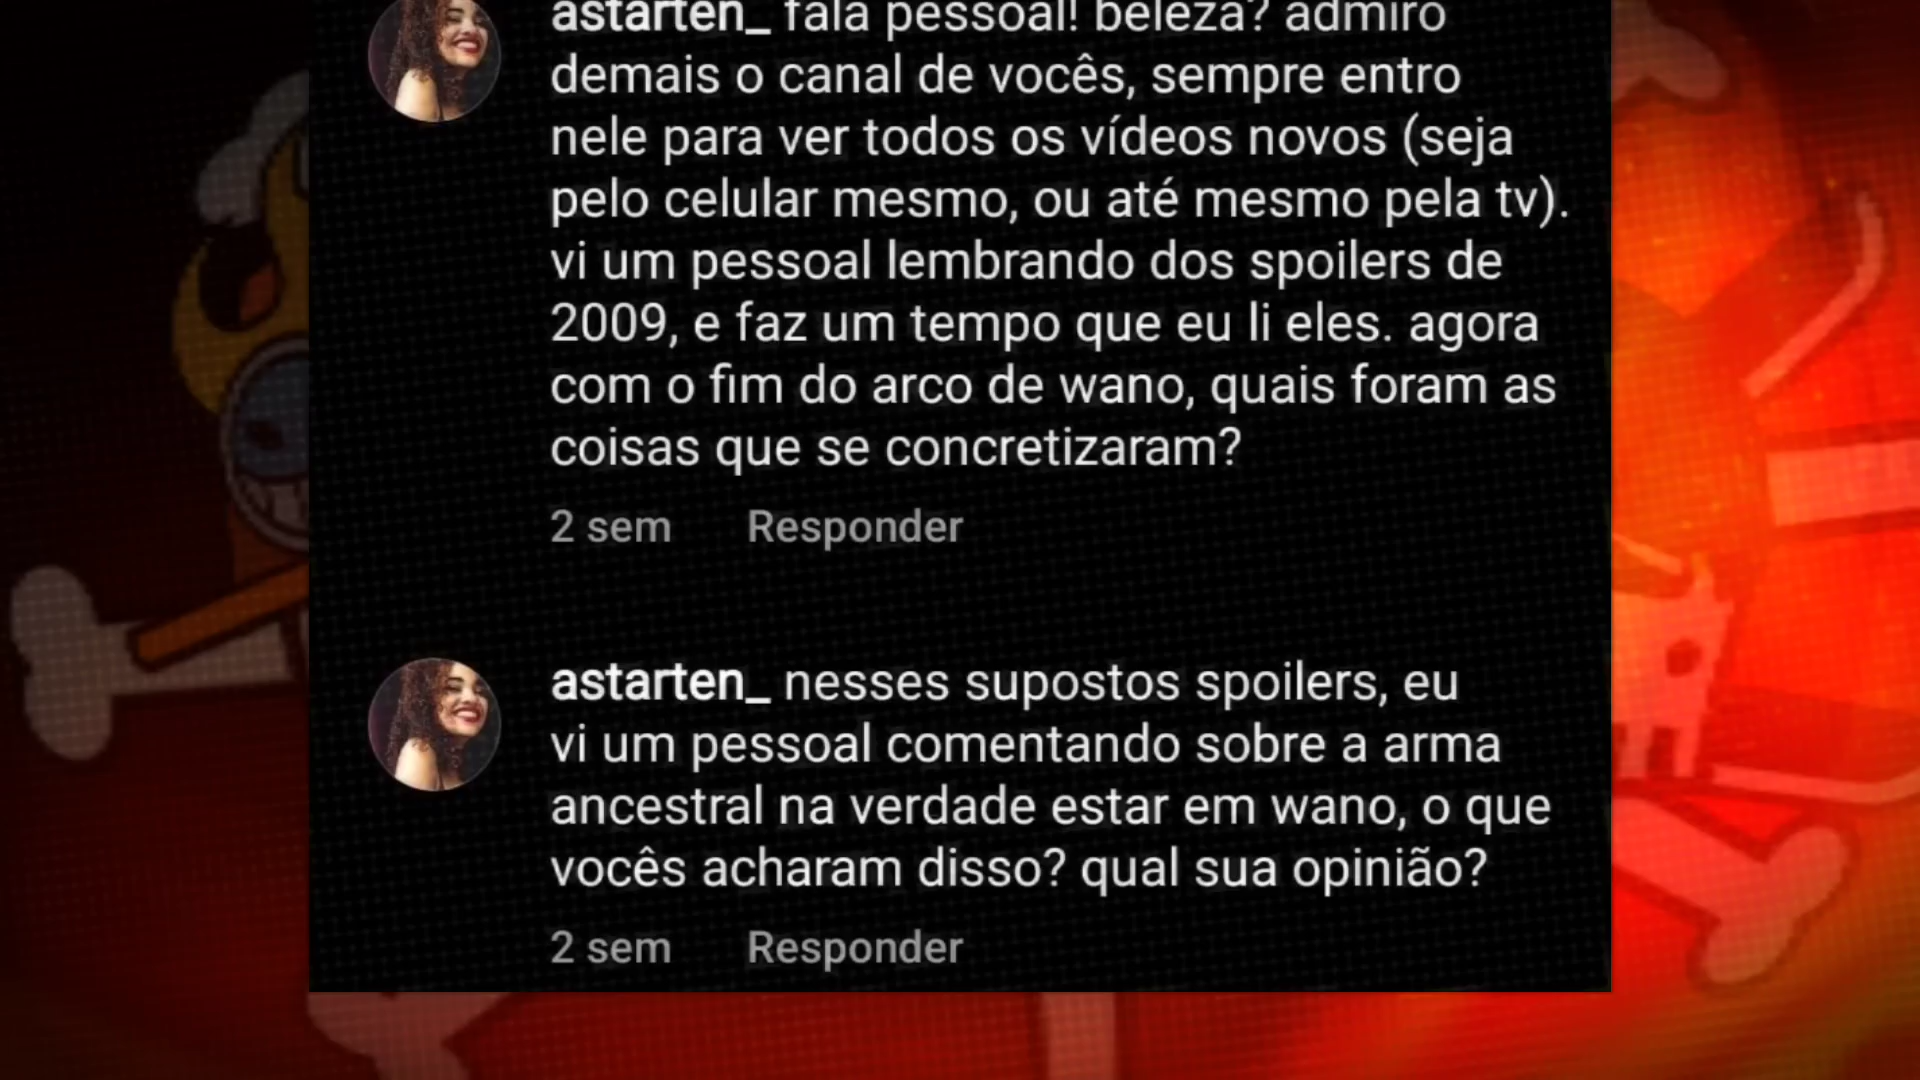 astarten_ fala pessoal! beleza? admiro
demais o canal de vocês, sempre entro
nele para ver todos os vídeos novos (seja
pelo celular mesmo, ou até mesmo pela tv).
vi um pessoal lembrando dos spoilers de
2009, e faz um tempo que eu li eles. agora
com o fim do arco de wano, quais foram as
coisas que se concretizaram?
2 sem Responder
astarten_ nesses supostos spoilers, eu
vi um pessoal comentando sobre a arma
ancestral na verdade estar em wano, o que
vocês acharam disso? qual sua opinião?
2 sem Responder